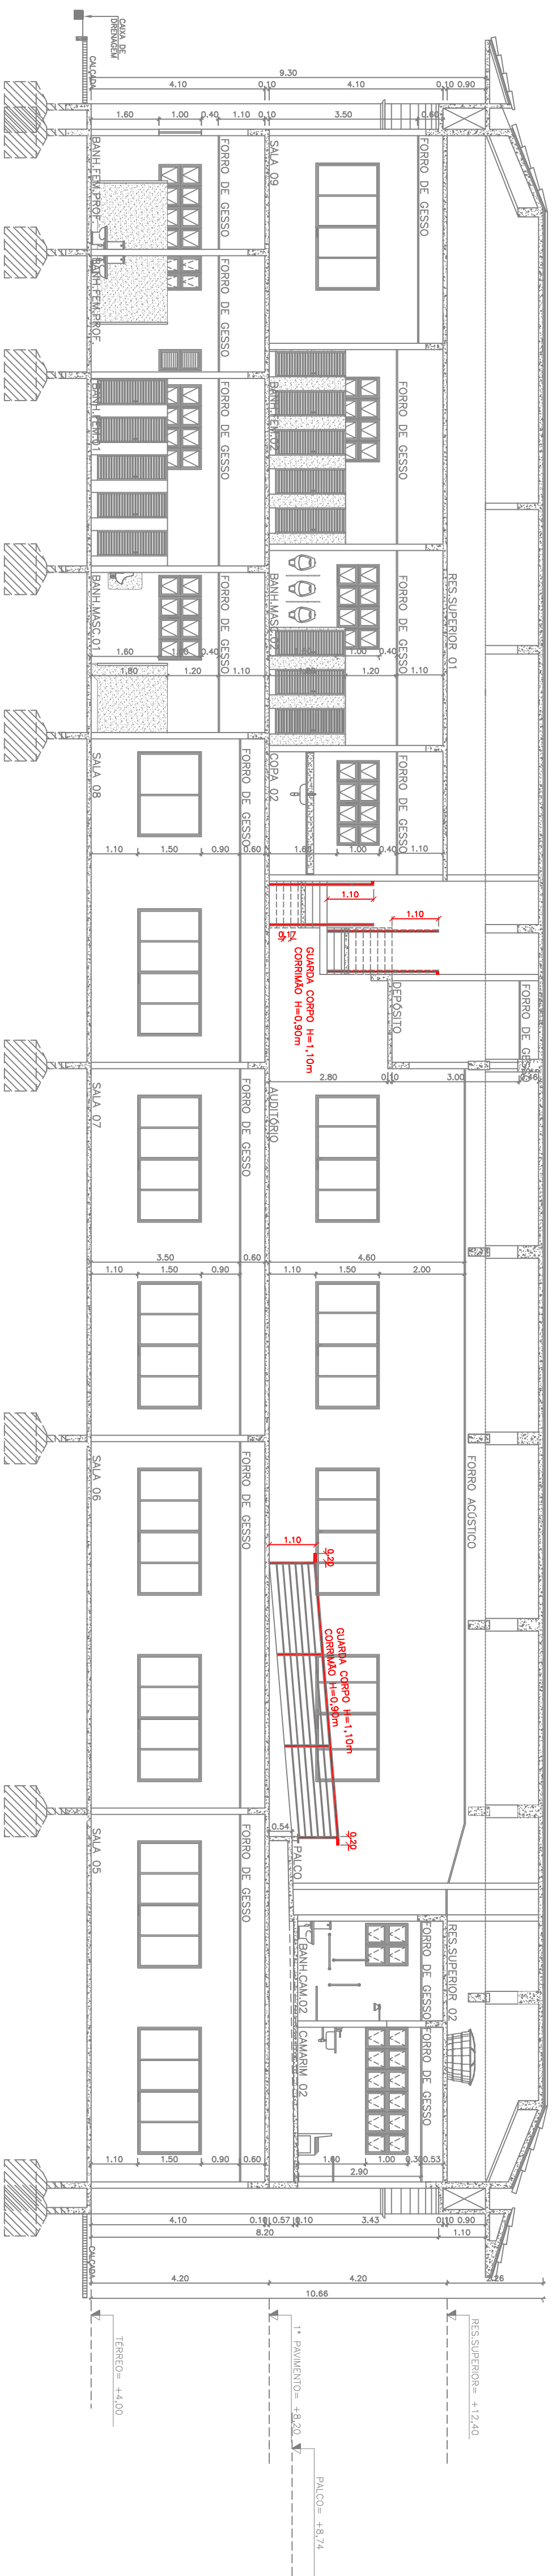 CAIXA DE
DRENAGEM
CALÇADA
9.30
4.10
0.10
4.10
0.10
0.90
1.60
1.00
0.40
1.10
0.10
3.50
0.60
BANH.FEM.PROF
FORRO DE GESSO
SALA 09
FORRO DE GESSO
BANH.FEM.PROF
FORRO DE GESSO
BANH.FEM.01
FORRO DE GESSO
BANH.FEM.02
FORRO DE GESSO
BANH.MASC.01
FORRO DE GESSO
BANH.MASC.02
FORRO DE GESSO
RES.SUPERIOR 01
1.60
1.00
0.40
1.00
0.40
1.80
1.20
1.10
1.20
1.10
SALA 08
FORRO DE GESSO
COPA 02
FORRO DE GESSO
1.10
1.50
0.90
0.60
1.00
0.40
1.10
1.10
1.10
0.17
GUARDA CORPO H=1,10m
CORRIMÃO H=0,90m
DEPÓSITO
2.80
0.10
3.00
SALA 07
FORRO DE GESSO
AUDITÓRIO
3.50
0.60
4.60
1.10
1.50
0.90
1.10
1.50
2.00
SALA 06
FORRO DE GESSO
FORRO ACÚSTICO
1.10
0.20
GUARDA CORPO H=1,10m
CORRIMÃO H=0,90m
0.54
0.20
SALA 05
FORRO DE GESSO
PALCO
BANH.CAM.02
FORRO DE GESSO
RES.SUPERIOR 02
CAMARIM 02
FORRO DE GESSO
1.10
1.50
0.90
0.60
1.60
1.00
0.30
0.53
2.90
4.10
0.10
0.57
0.10
3.43
0.10
0.90
8.20
1.10
CALÇADA
4.20
4.20
2.26
10.66
TÉRREO= +4,00
1° PAVIMENTO= +8,20
RES.SUPERIOR= +12,40
PALCO= +8,74